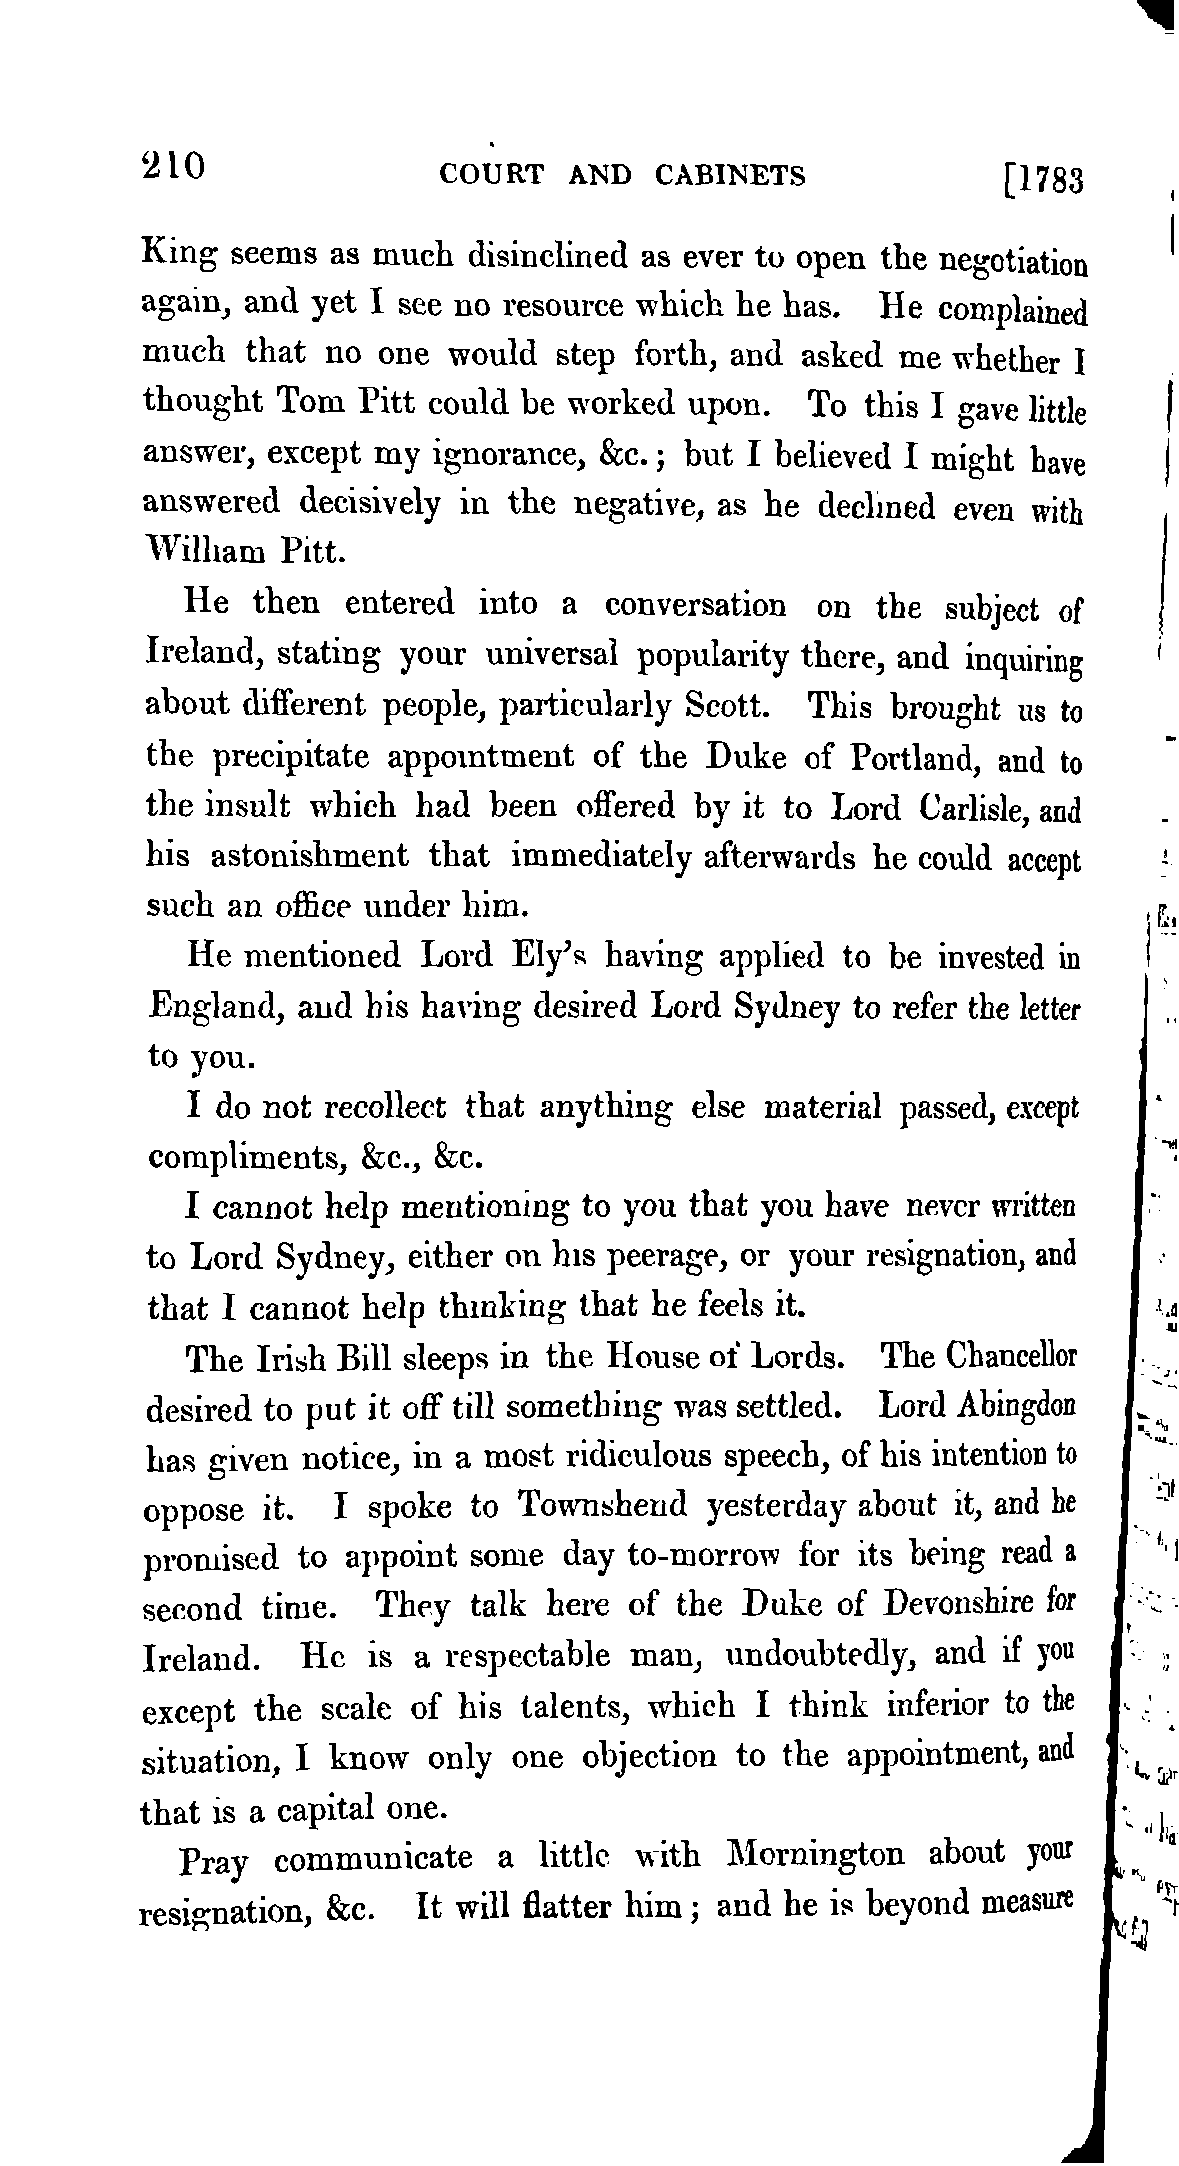 210 COURT AND CABINETS [1783
King seems as much disinclined as ever to open the negotiation
again, and yet I see no resource which he has. He complained
much that no one would step forth, and asked me whether I
thought Tom Pitt could be worked upon. To this I gave little
answer, except my ignorance, &c.; but I believed I might have
answered decisively in the negative, as he declined even with
William Pitt.
He then entered into a conversation on the subject of
Ireland, stating your universal popularity there, and inquiring
about different people, particularly Scott. This brought us to
the precipitate appointment of the Duke of Portland, and to
the insult which had been offered by it to Lord Carlisle, and
his astonishment that immediately afterwards he could accept
such an office under him.
He mentioned Lord Ely's having applied to be invested in
England, and his having desired Lord Sydney to refer the letter
to you.
I do not recollect that anything else material passed, except
compliments, &c., &c.
I cannot help mentioning to you that you have never written
to Lord Sydney, either on his peerage, or your resignation, and
that I cannot help thinking that he feels it.
The Irish Bill sleeps in the House of Lords. The Chancellor
desired to put it off till something was settled. Lord Abingdon
has given notice, in a most ridiculous speech, of his intention to
oppose it. I spoke to Townshend yesterday about it, and he
promised to appoint some day to-morrow for its being read a
second time. They talk here of the Duke of Devonshire for
Ireland. He is a respectable man, undoubtedly, and if you
except the scale of his talents, which I think inferior to the
situation, I know only one objection to the appointment, and
that is a capital one.
Pray communicate a little with Mornington about your
resignation, &c. It will flatter him; and he is beyond measure